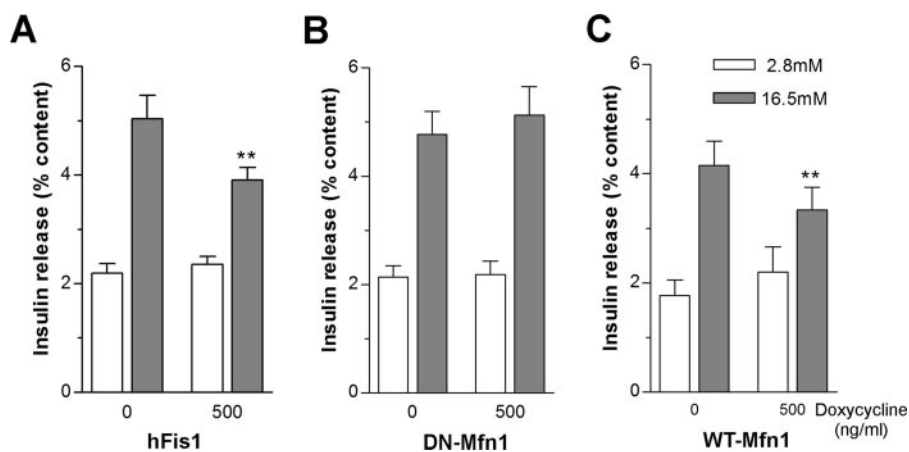 A
B
C
Insulin release (% content)
6
4
2
0
0
500
hFis1
**
Insulin release (% content)
6
4
2
0
0
500
DN-Mfn1
Insulin release (% content)
6
4
2
0
2.8mM
16.5mM
**
0
500
Doxycycline
(ng/ml)
WT-Mfn1